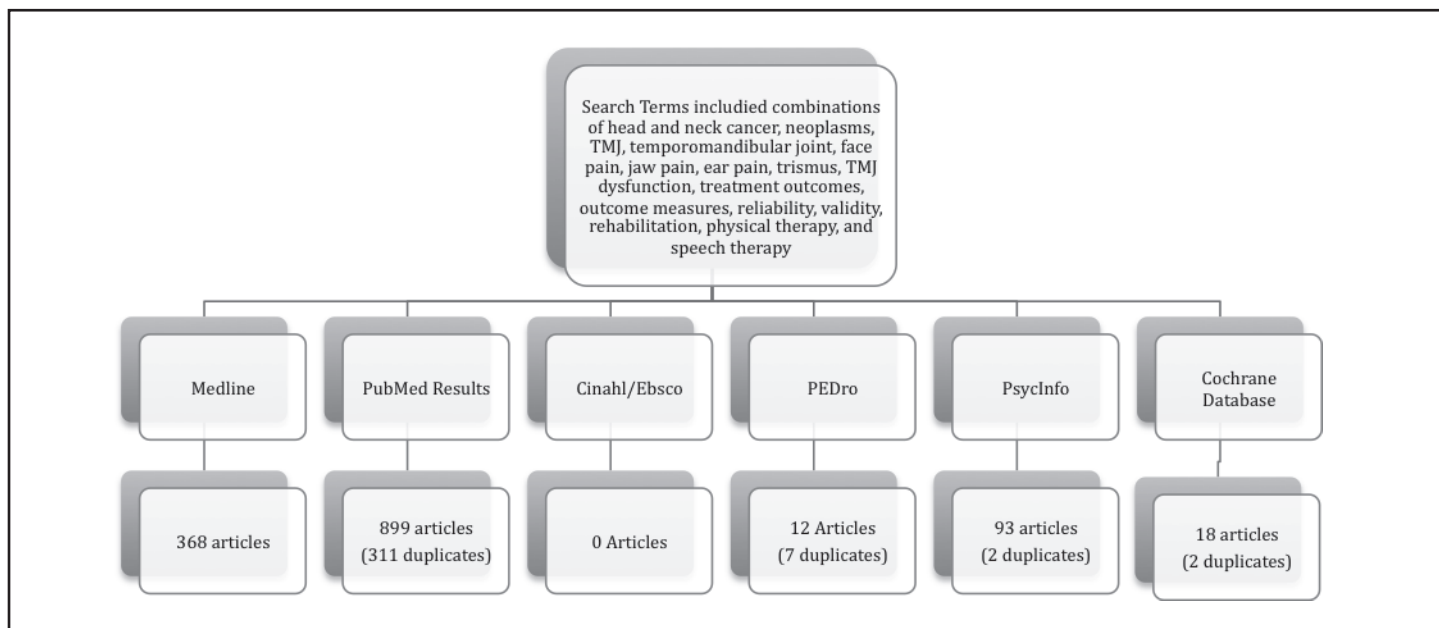 Search Terms includied combinations
of head and neck cancer, neoplasms,
TMJ, temporomandibular joint, face
pain, jaw pain, ear pain, trismus, TMJ
dysfunction, treatment outcomes,
outcome measures, reliability, validity,
rehabilitation, physical therapy, and
speech therapy
Medline
PubMed Results
Cinahl/Ebsco
PEDro
PsycInfo
Cochrane
Database
368 articles
899 articles
(311 duplicates)
0 Articles
12 Articles
(7 duplicates)
93 articles
(2 duplicates)
18 articles
(2 duplicates)